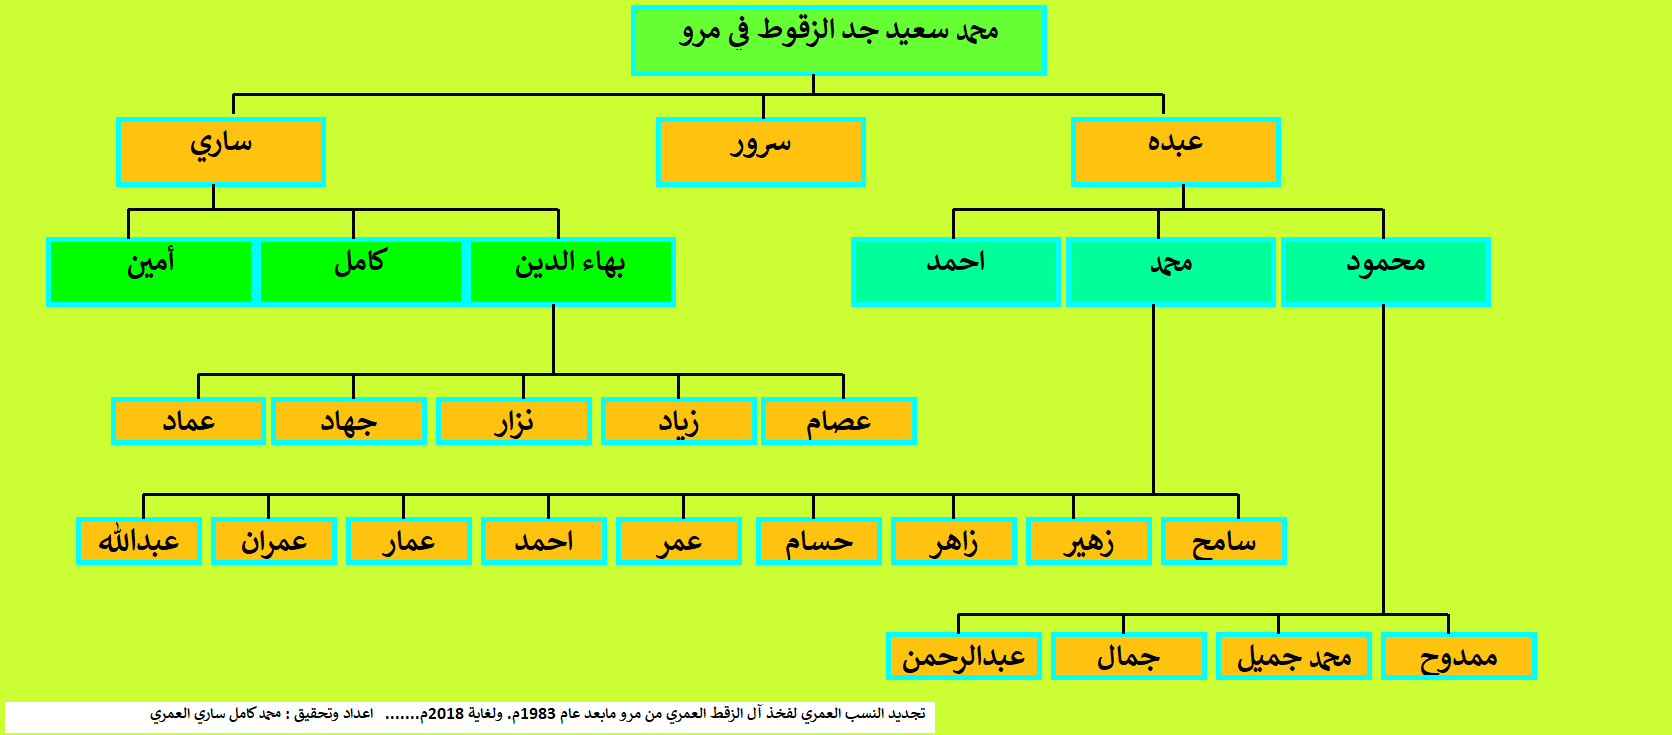 محمد سعيد جد الزقوط في مرو
عبده
سرور
ساري
محمود
محمد
احمد
بهاء الدين
كامل
أمين
عصام
زياد
نزار
جهاد
عماد
سامح
زهير
زاهر
حسام
عمر
احمد
عمار
عمران
عبدالله
ممدوح
محمد جميل
جمال
عبدالرحمن
تجديد النسب العمري لفخذ آل الزقط العمري من مرو مابعد عام 1983م. ولغاية 2018م....... اعداد وتحقيق : محمد كامل ساري العمري